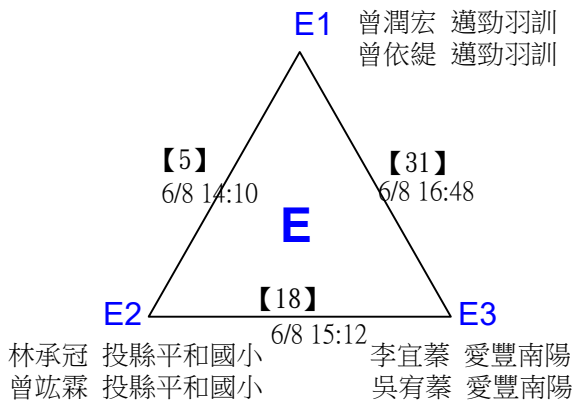 E1 曾潤宏 邁勁羽訓
曾依緹 邁勁羽訓
【5】
6/8 14:10
【31】
6/8 16:48
E
【18】
6/8 15:12
E2
E3
林承冠 投縣平和國小
曾竑霖 投縣平和國小
李宜蓁 愛豐南陽
吳宥蓁 愛豐南陽